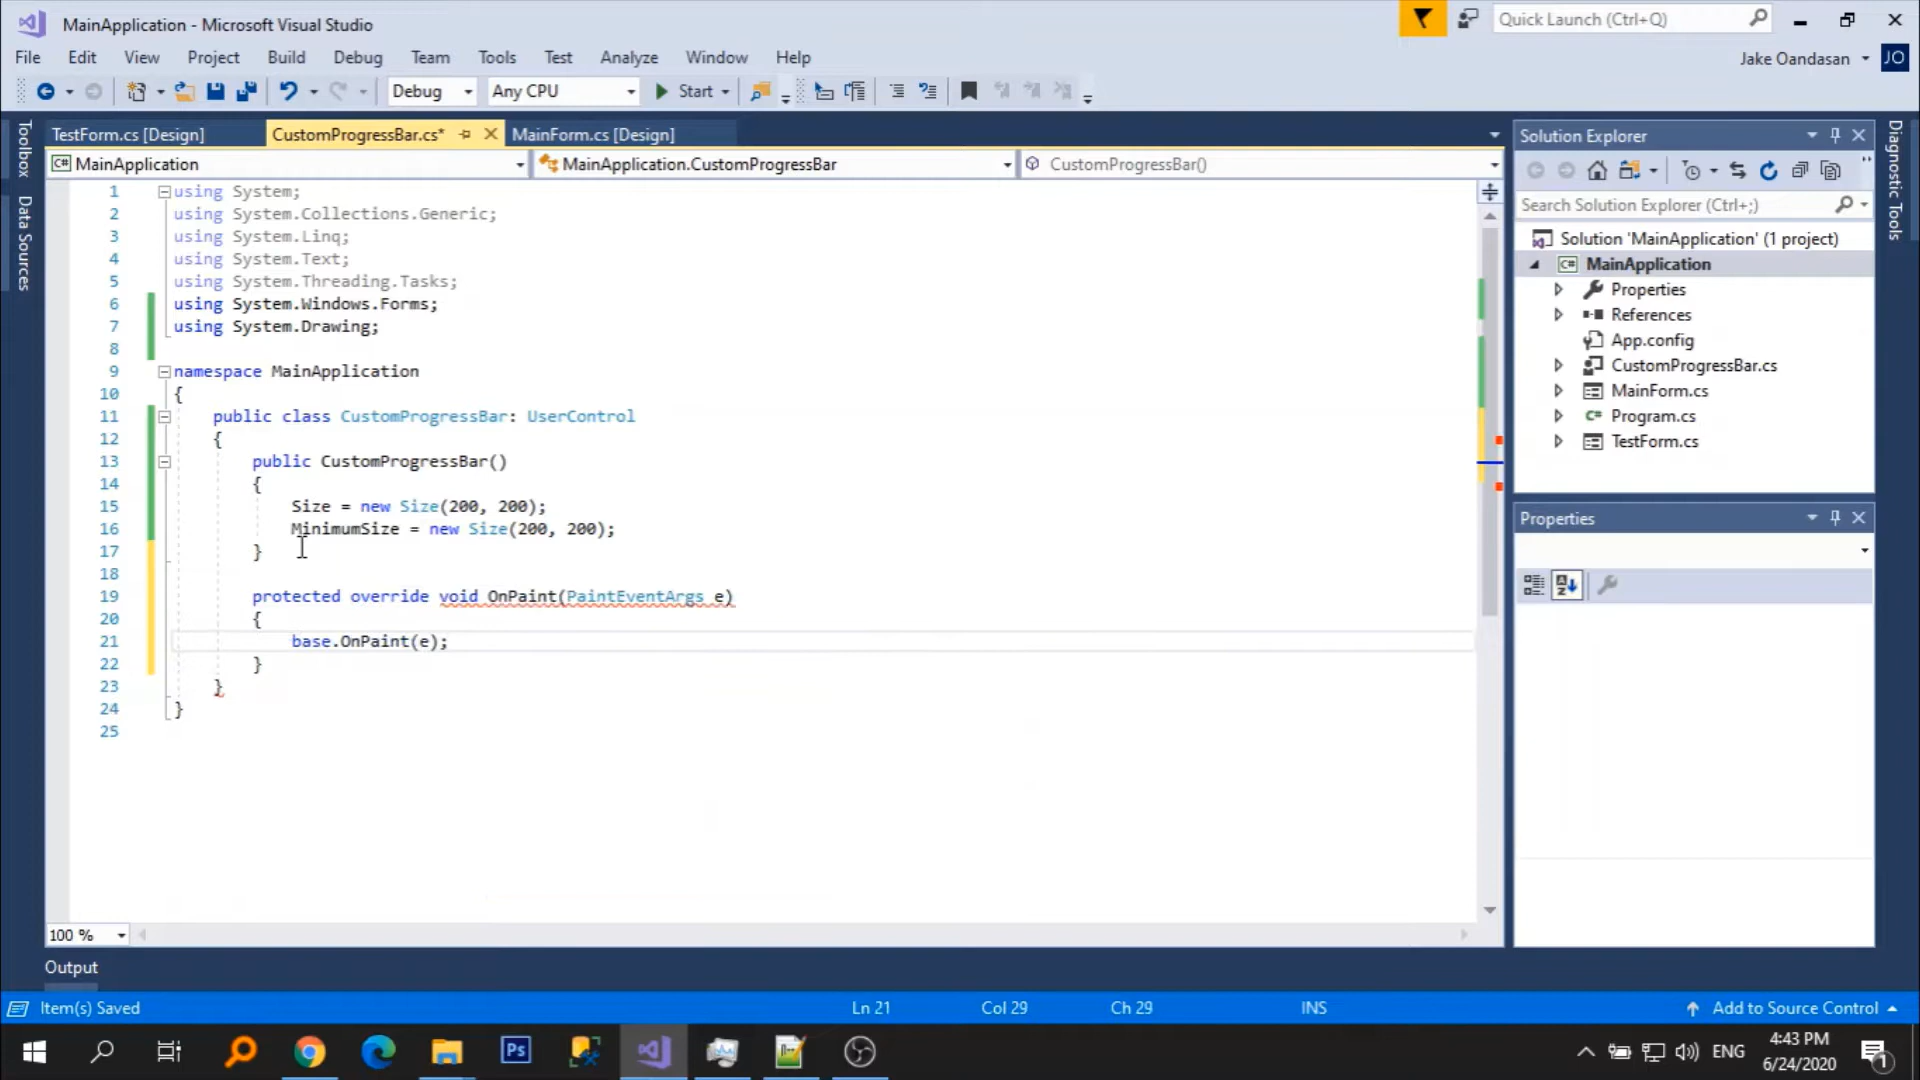 MainApplication - Microsoft Visual Studio
Quick Launch (Ctrl+Q)
File Edit View Project Build Debug Team Tools Test Analyze Window Help
Jake Oandasan JO
Debug Any CPU Start
Toolbox
Data Sources
TestForm.cs [Design] CustomProgressBar.cs* MainForm.cs [Design]
C# MainApplication MainApplication.CustomProgressBar CustomProgressBar()
1 using System;
2 using System.Collections.Generic;
3 using System.Linq;
4 using System.Text;
5 using System.Threading.Tasks;
6 using System.Windows.Forms;
7 using System.Drawing;
8
9 namespace MainApplication
10 {
11 public class CustomProgressBar: UserControl
12 {
13 public CustomProgressBar()
14 {
15 Size = new Size(200, 200);
16 MinimumSize = new Size(200, 200);
17 }
18
19 protected override void OnPaint(PaintEventArgs e)
20 {
21 base.OnPaint(e);
22 }
23 }
24 }
25
100 %
Solution Explorer
Search Solution Explorer (Ctrl+;)
Solution 'MainApplication' (1 project)
C# MainApplication
Properties
References
App.config
CustomProgressBar.cs
MainForm.cs
C# Program.cs
TestForm.cs
Properties
Diagnostic Tools
Output
Item(s) Saved Ln 21 Col 29 Ch 29 INS Add to Source Control
Ps
ENG
4:43 PM
6/24/2020
1